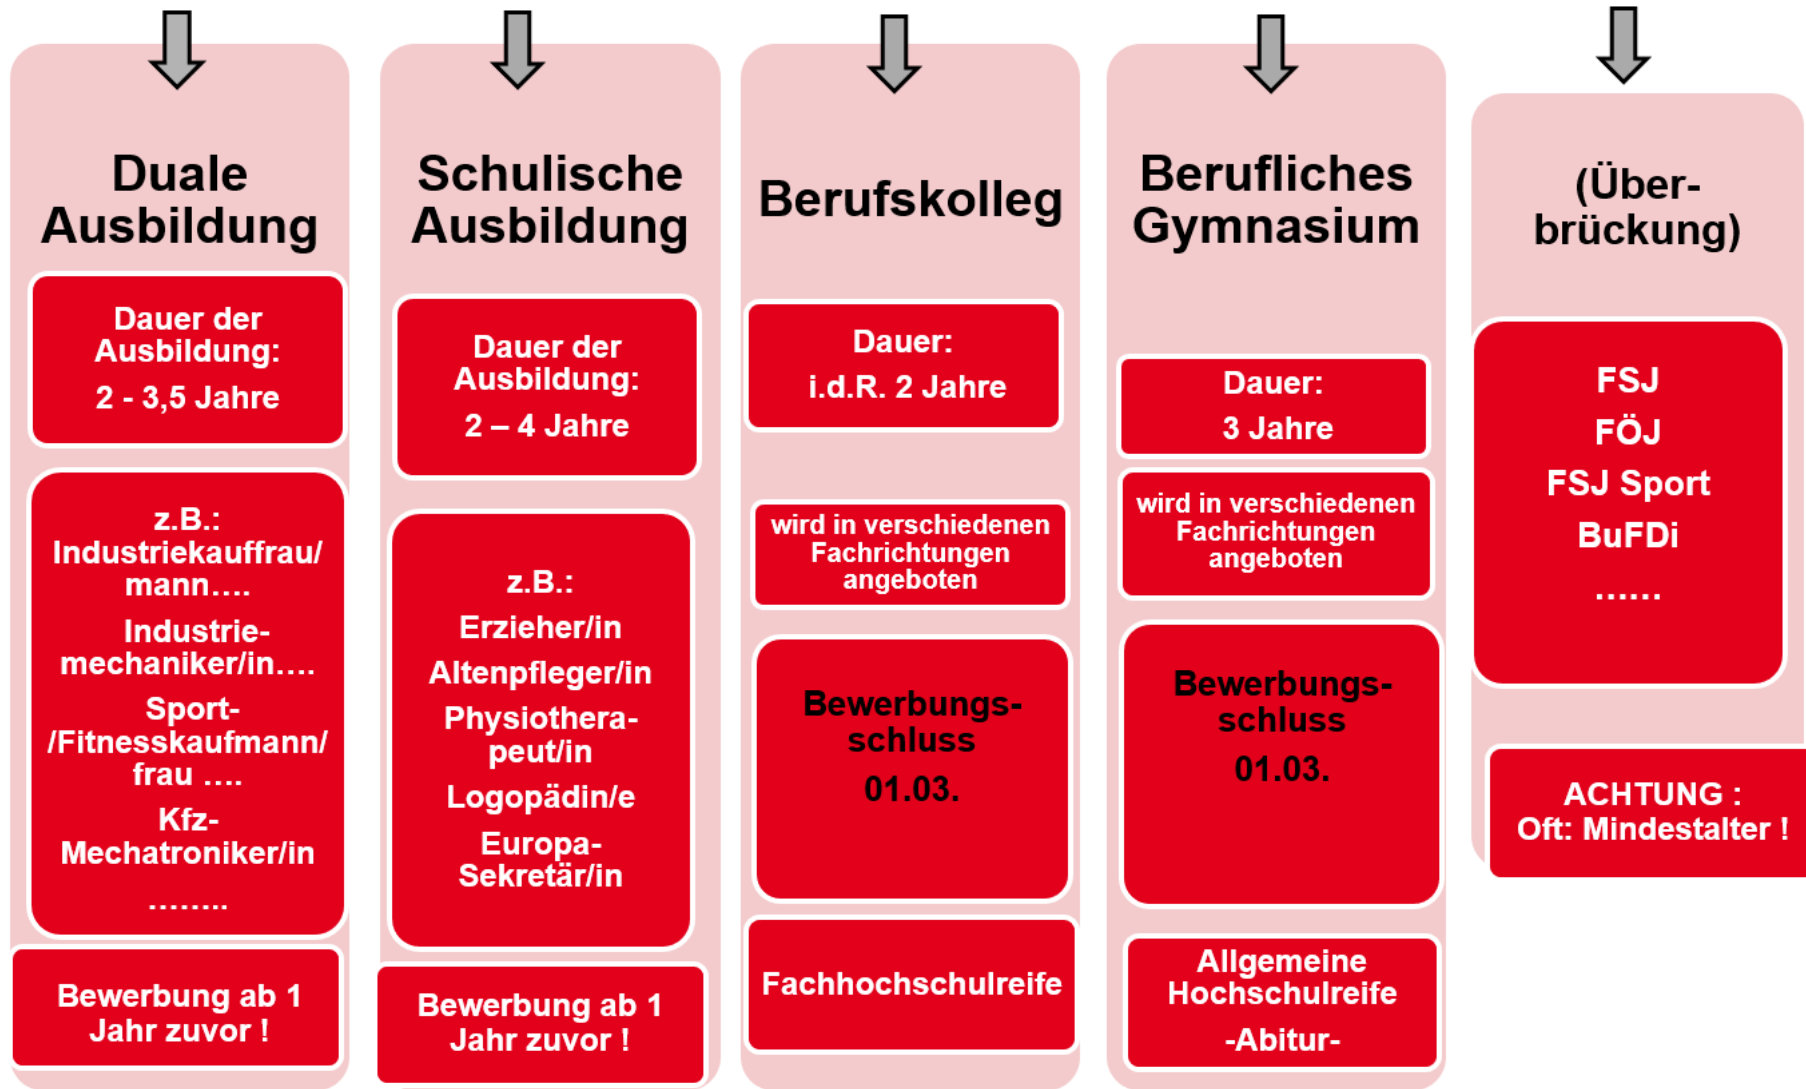 Duale
Ausbildung
Dauer der
Ausbildung:
2 - 3,5 Jahre
z.B.:
Industriekauffrau/
mann....
Industrie-
mechaniker/in....
Sport-
/Fitnesskaufmann/
frau ....
Kfz-
Mechatroniker/in
........
Bewerbung ab 1
Jahr zuvor !
Schulische
Ausbildung
Dauer der
Ausbildung:
2 – 4 Jahre
z.B.:
Erzieher/in
Altenpfleger/in
Physiothera-
peut/in
Logopädin/e
Europa-
Sekretär/in
Bewerbung ab 1
Jahr zuvor !
Berufskolleg
Dauer:
i.d.R. 2 Jahre
wird in verschiedenen
Fachrichtungen
angeboten
Bewerbungs-
schluss
01.03.
Fachhochschulreife
Berufliches
Gymnasium
Dauer:
3 Jahre
wird in verschiedenen
Fachrichtungen
angeboten
Bewerbungs-
schluss
01.03.
Allgemeine
Hochschulreife
-Abitur-
(Über-
brückung)
FSJ
FÖJ
FSJ Sport
BuFDi
......
ACHTUNG :
Oft: Mindestalter !